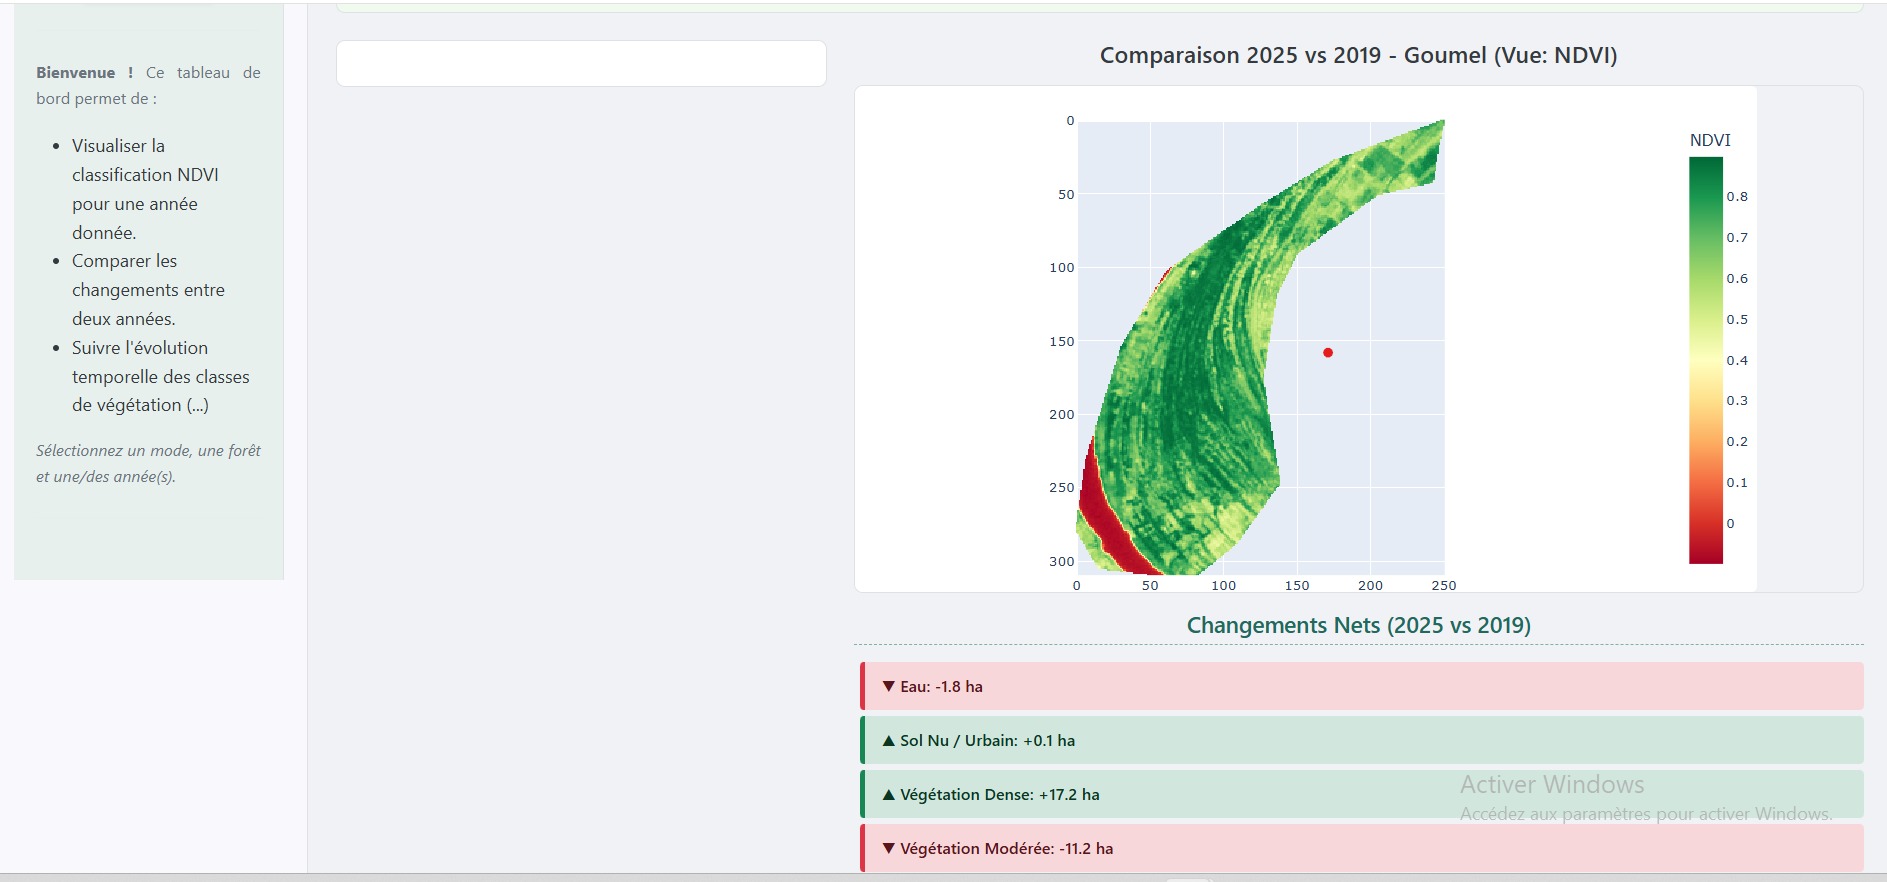 Bienvenue ! Ce tableau de
bord permet de :
Visualiser la
classification NDVI
pour une année
donnée.
Comparer les
changements entre
deux années.
Suivre l'évolution
temporelle des classes
de végétation (...)
Sélectionnez un mode, une forêt
et une/des année(s).
Comparaison 2025 vs 2019 - Goumel (Vue: NDVI)
0
50
100
150
200
250
300
0 50 100 150 200 250
NDVI
0.8
0.7
0.6
0.5
0.4
0.3
0.2
0.1
0
Changements Nets (2025 vs 2019)
▼ Eau: -1.8 ha
▲ Sol Nu / Urbain: +0.1 ha
▲ Végétation Dense: +17.2 ha
▼ Végétation Modérée: -11.2 ha
Activer Windows
Accédez aux paramètres pour activer Windows.